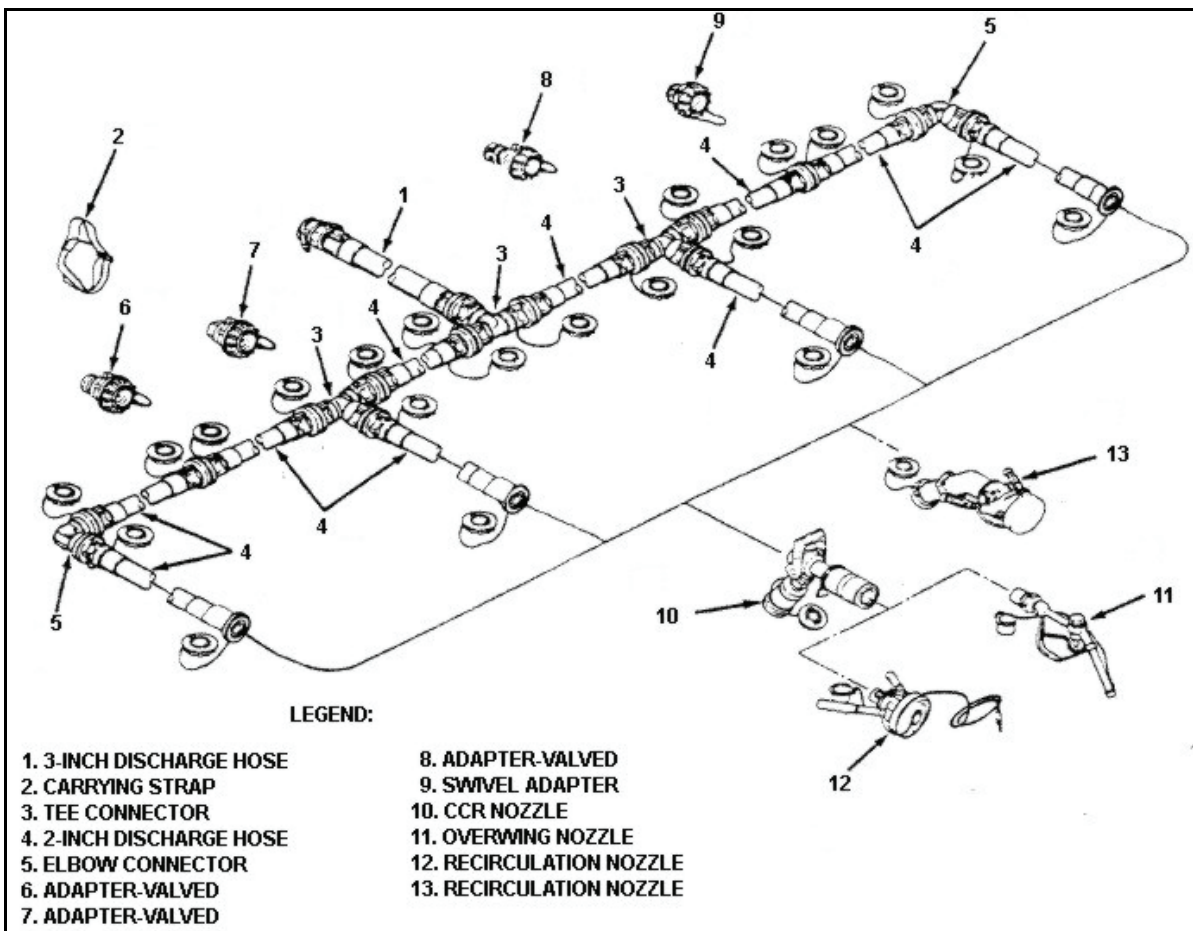 9
5
8
2
4
3
1
4
7
3
4
6
4
3
4
13
4
4
10
11
5
12
LEGEND:
1. 3-INCH DISCHARGE HOSE
2. CARRYING STRAP
3. TEE CONNECTOR
4. 2-INCH DISCHARGE HOSE
5. ELBOW CONNECTOR
6. ADAPTER-VALVED
7. ADAPTER-VALVED
8. ADAPTER-VALVED
9. SWIVEL ADAPTER
10. CCR NOZZLE
11. OVERWING NOZZLE
12. RECIRCULATION NOZZLE
13. RECIRCULATION NOZZLE